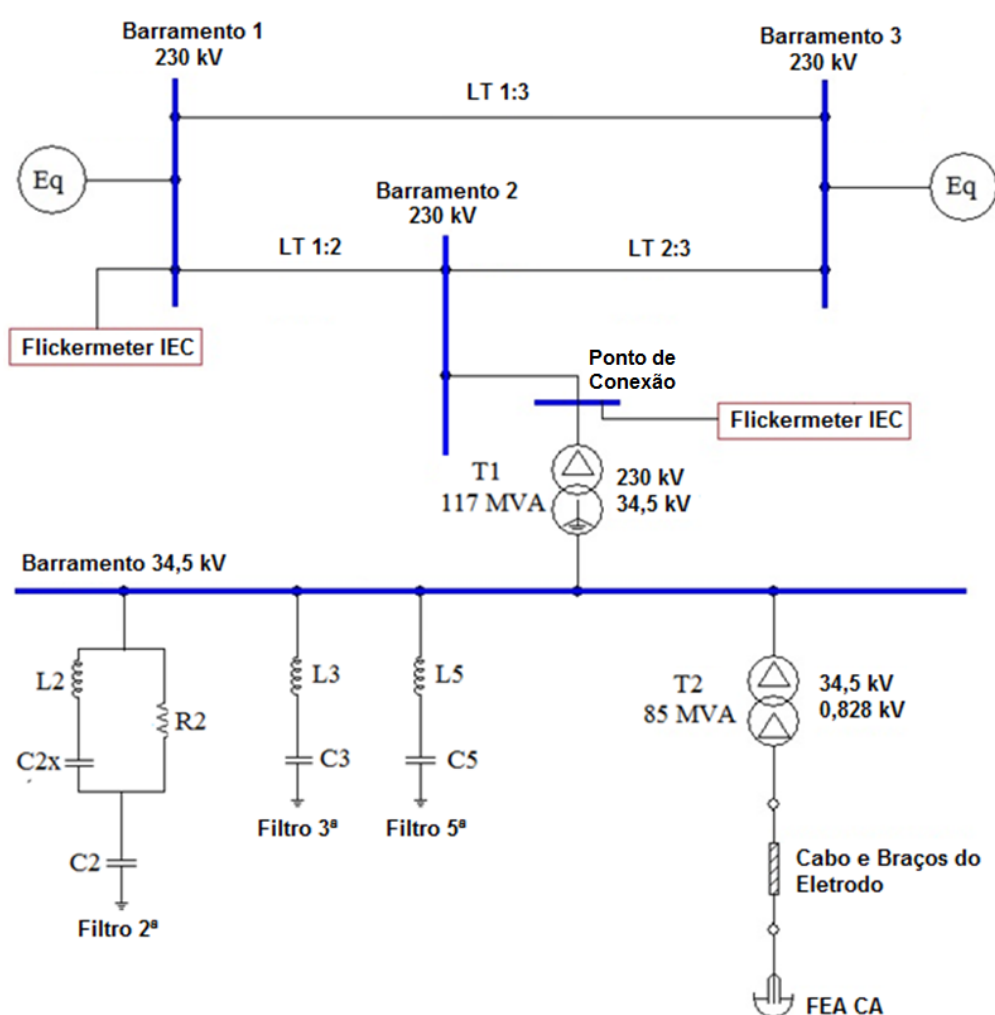 Barramento 1
230 kV
Barramento 3
230 kV
LT 1:3
Eq
Eq
Barramento 2
230 kV
LT 1:2
LT 2:3
Flickermeter IEC
Ponto de
Conexão
Flickermeter IEC
T1
117 MVA
230 kV
34,5 kV
Barramento 34,5 kV
L2
R2
C2x
C2
Filtro 2ª
L3
C3
Filtro 3ª
L5
C5
Filtro 5ª
T2
85 MVA
34,5 kV
0,828 kV
Cabo e Braços do
Eletrodo
FEA CA